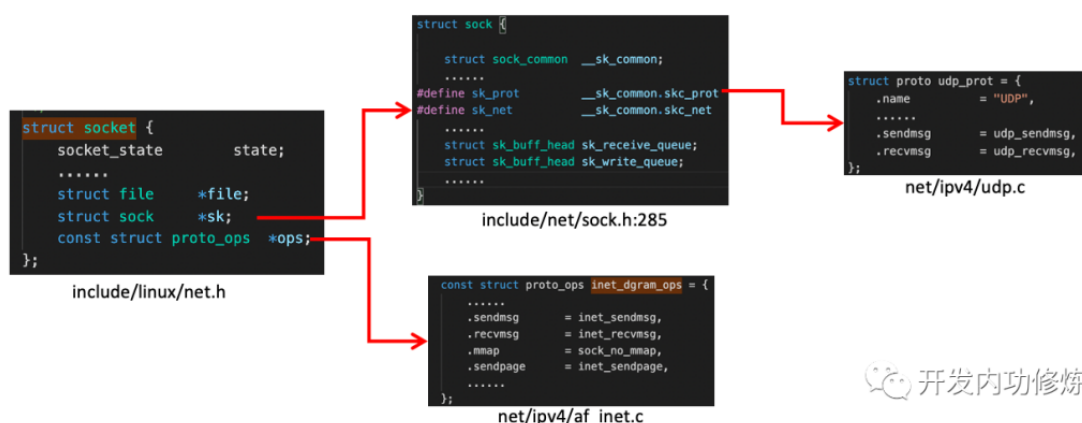 struct socket {
socket_state state;
......
struct file *file;
struct sock *sk;
const struct proto_ops *ops;
};
include/linux/net.h
struct sock {
struct sock_common __sk_common;
......
#define sk_prot __sk_common.skc_prot
#define sk_net __sk_common.skc_net
......
struct sk_buff_head sk_receive_queue;
struct sk_buff_head sk_write_queue;
......
}
include/net/sock.h:285
struct proto udp_prot = {
.name = "UDP",
......
.sendmsg = udp_sendmsg,
.recvmsg = udp_recvmsg,
};
net/ipv4/udp.c
const struct proto_ops inet_dgram_ops = {
......
.sendmsg = inet_sendmsg,
.recvmsg = inet_recvmsg,
.mmap = sock_no_mmap,
.sendpage = inet_sendpage,
......
};
net/ipv4/af_inet.c
开发内功修炼